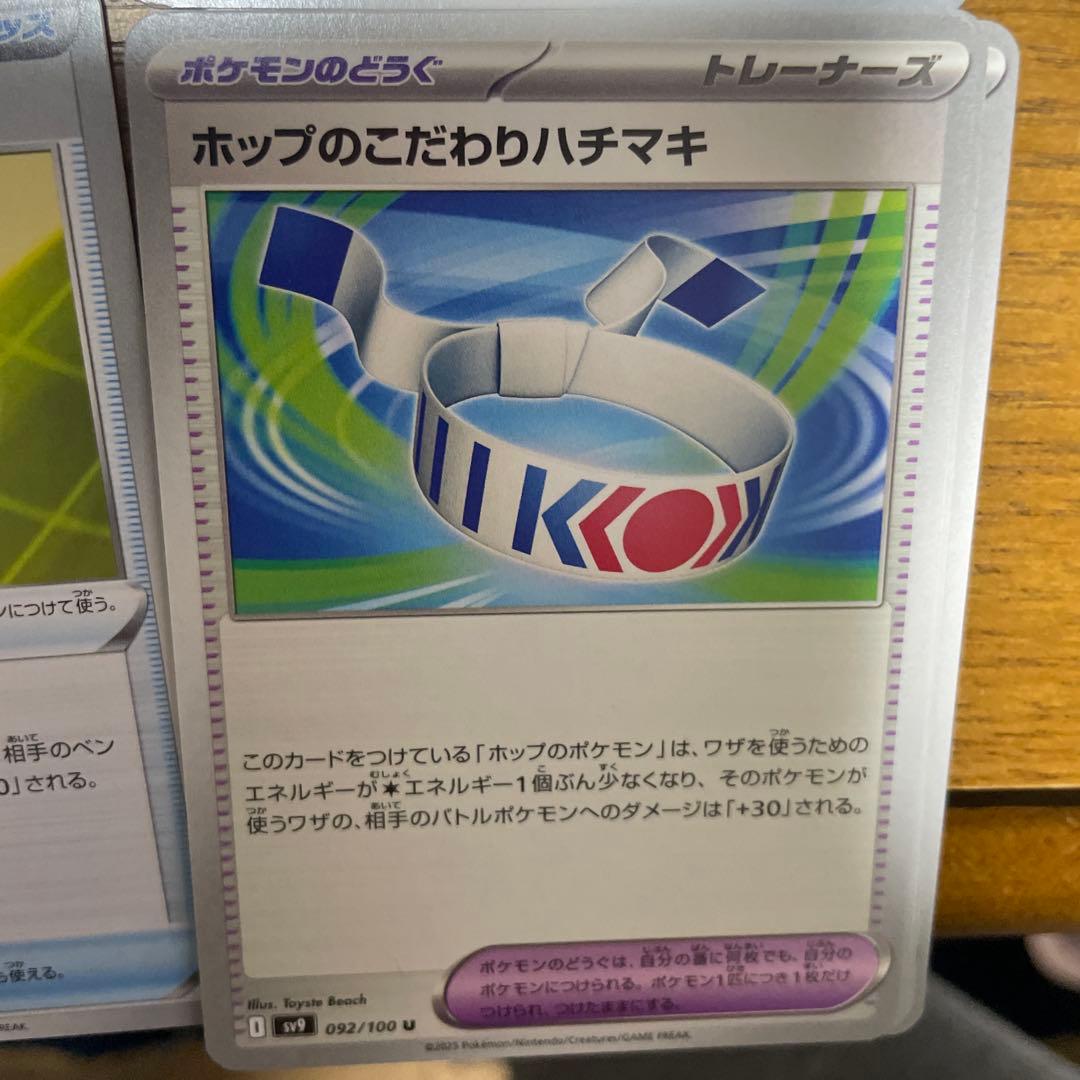 ッズ
ンにつけて使う。
相手のベン
0」される。
ら使える。
REAK
ポケモンのどうぐ
トレーナーズ
ホップのこだわりハチマキ
このカードをつけている「ホップのポケモン」は、ワザを使うための
エネルギーが エネルギー1個ぶん少なくなり、そのポケモンが
使うワザの、相手のバトルポケモンへのダメージは「+30」される。
ポケモンのどうぐは、自分の番に何枚でも、自分の
ポケモンにつけられる。ポケモン1匹につき1枚だけ
つけられ、つけたままにする。
Illus. Toyste Beach
I sv9 092/100 U
©2025 Pokémon/Nintendo/Creatures/GAME FREAK